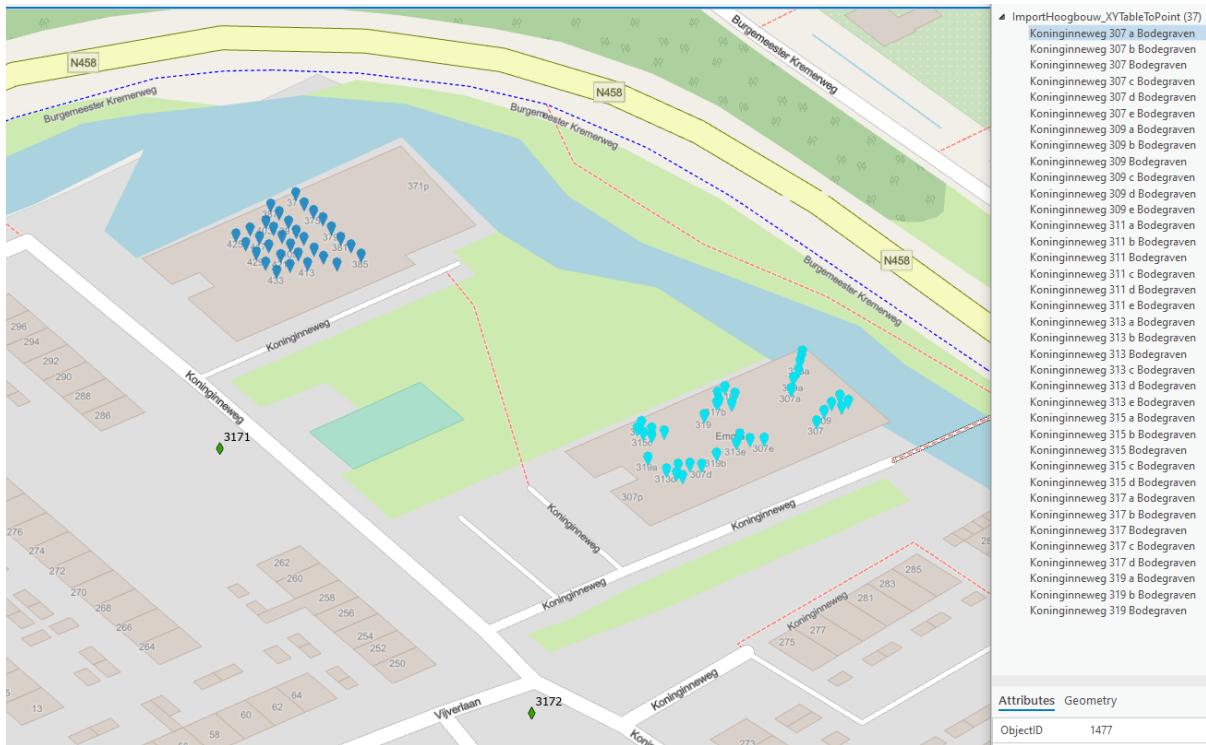 N458
Burgemeester Kremerweg
Burgemeester Kremerweg
N458
Burgemeester Kremerweg
N458
Burgemeester Kremerweg
371p
385
413
433
Koninginneweg
296
294
292
290
288
286
Koninginneweg
3171
307a
317b
319
307
315c
313e
307e
319a
319b
307d
307p
Koninginneweg
Koninginneweg
Koninginneweg
276
274
272
270
268
264
266
262
260
258
256
254
252
250
285
283
281
277
275
Koninginneweg
Koninginneweg
Koninginneweg
3172
Vijverlaan
64
62
60
58
56
13
273
ImportHoogbouw_XYTableToPoint (37)
Koninginneweg 307 a Bodegraven
Koninginneweg 307 b Bodegraven
Koninginneweg 307 Bodegraven
Koninginneweg 307 c Bodegraven
Koninginneweg 307 d Bodegraven
Koninginneweg 307 e Bodegraven
Koninginneweg 309 a Bodegraven
Koninginneweg 309 b Bodegraven
Koninginneweg 309 Bodegraven
Koninginneweg 309 c Bodegraven
Koninginneweg 309 d Bodegraven
Koninginneweg 309 e Bodegraven
Koninginneweg 311 a Bodegraven
Koninginneweg 311 b Bodegraven
Koninginneweg 311 Bodegraven
Koninginneweg 311 c Bodegraven
Koninginneweg 311 d Bodegraven
Koninginneweg 311 e Bodegraven
Koninginneweg 313 a Bodegraven
Koninginneweg 313 b Bodegraven
Koninginneweg 313 Bodegraven
Koninginneweg 313 c Bodegraven
Koninginneweg 313 d Bodegraven
Koninginneweg 313 e Bodegraven
Koninginneweg 315 a Bodegraven
Koninginneweg 315 b Bodegraven
Koninginneweg 315 Bodegraven
Koninginneweg 315 c Bodegraven
Koninginneweg 315 d Bodegraven
Koninginneweg 317 a Bodegraven
Koninginneweg 317 b Bodegraven
Koninginneweg 317 Bodegraven
Koninginneweg 317 c Bodegraven
Koninginneweg 317 d Bodegraven
Koninginneweg 319 a Bodegraven
Koninginneweg 319 b Bodegraven
Koninginneweg 319 Bodegraven
Attributes Geometry
ObjectID 1477